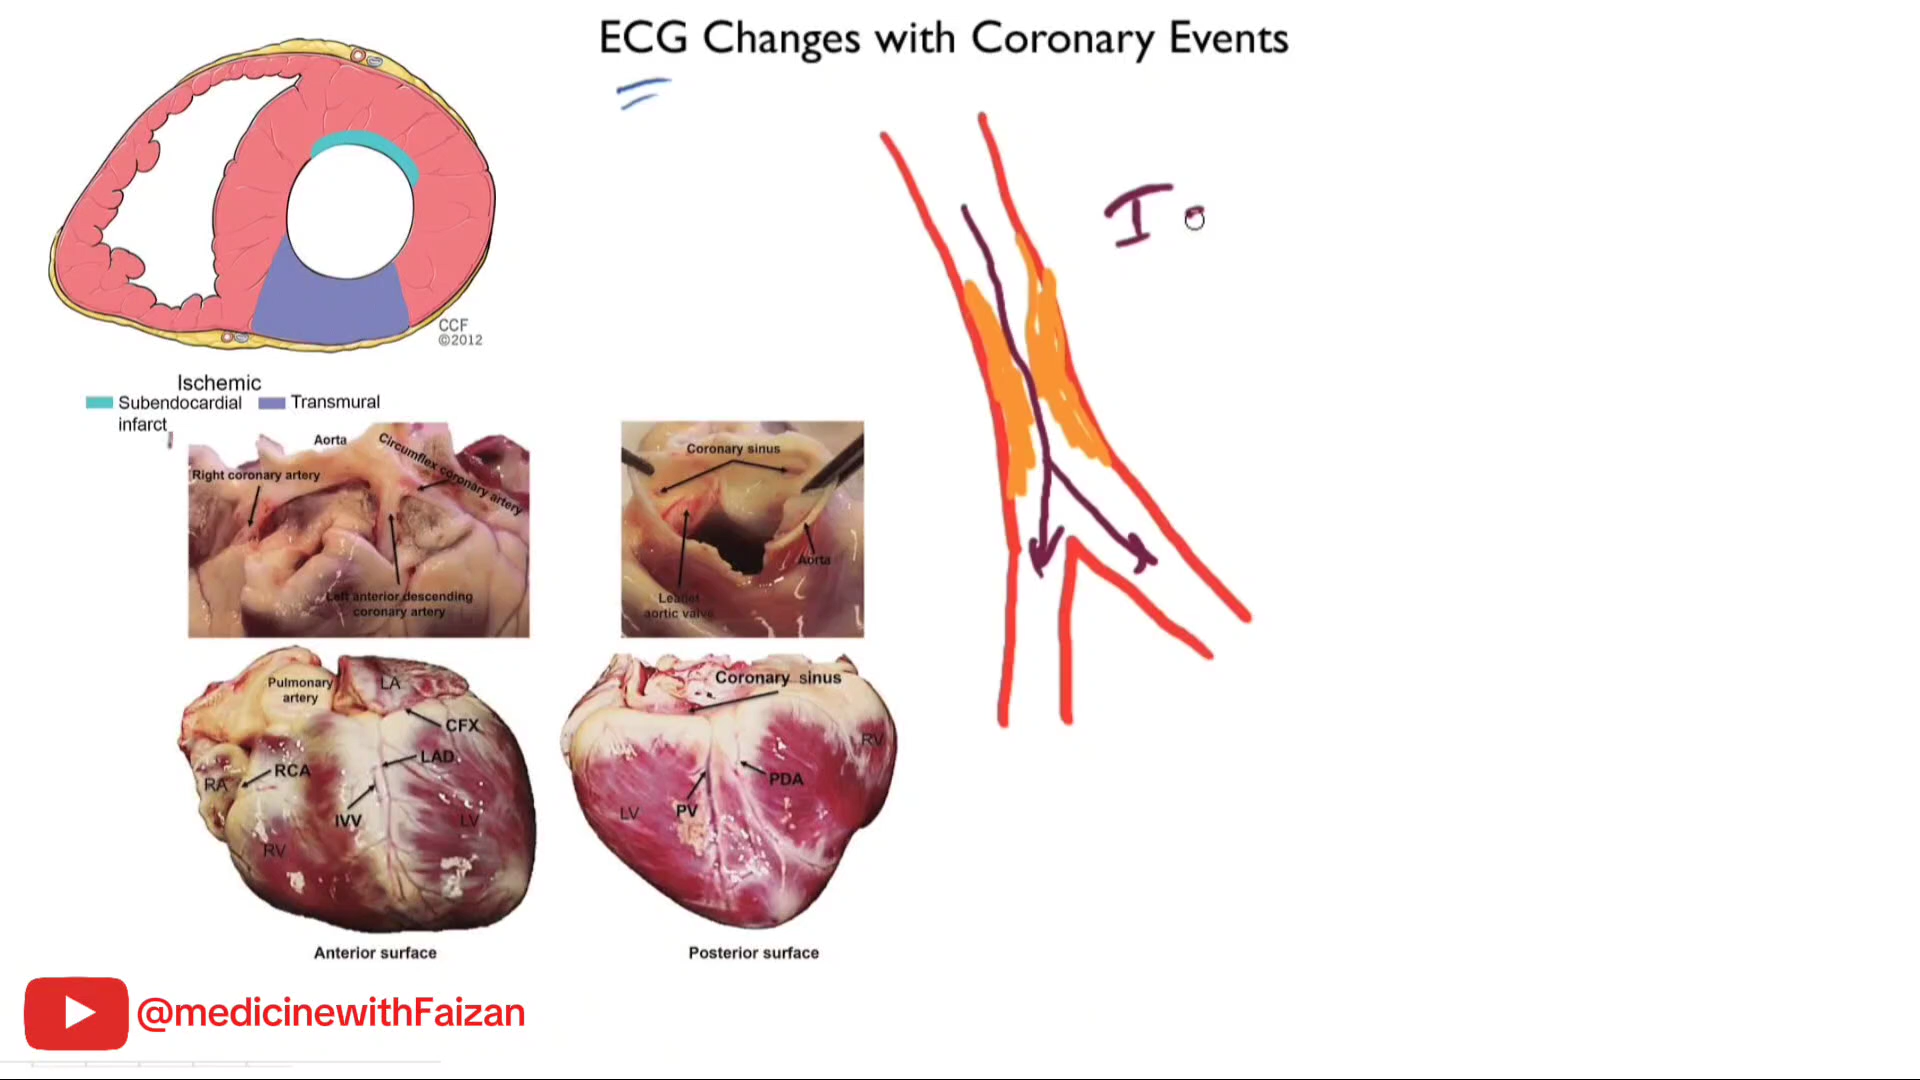 ECG Changes with Coronary Events
I
CCF
©2012
Ischemic
Subendocardial
infarct
Transmural
Aorta
Circumflex coronary artery
Right coronary artery
Left anterior descending
coronary artery
Coronary sinus
Aorta
Leaflet
aortic valve
Pulmonary
artery
LA
CFX
LAD
RCA
RA
IVV
LV
RV
Anterior surface
Coronary sinus
RV
PDA
LV
PV
Posterior surface
@medicinewithFaizan